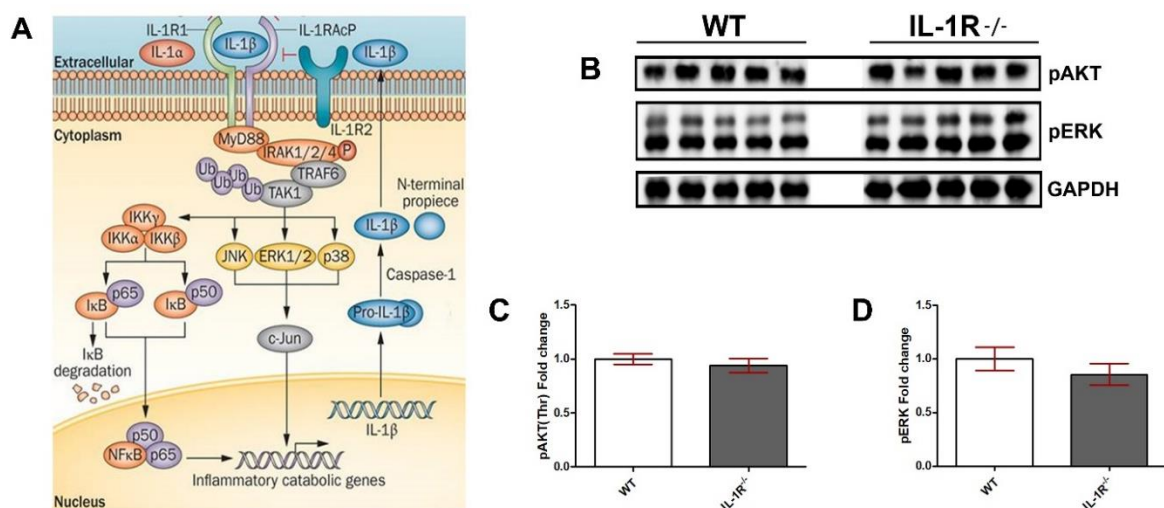 A
IL-1R1
IL-1RAcP
IL-1β
IL-1α
IL-1β
Extracellular
Cytoplasm
IL-1R2
MyD88
IRAK1/2/4
P
Ub
Ub
Ub
Ub
TRAF6
TAK1
N-terminal
propiece
IKKγ
IKKα
IKKβ
IL-1β
JNK
ERK1/2
p38
Caspase-1
p65
p50
IκB
IκB
Pro-IL-1β
c-Jun
IκB
degradation
IL-1β
p50
NFκB
p65
Inflammatory catabolic genes
Nucleus
B
WT
IL-1R -/-
pAKT
pERK
GAPDH
C
pAKT(Thr) Fold change
1.5
1.0
0.5
0.0
WT
IL-1R-/-
D
pERK Fold change
1.5
1.0
0.5
0.0
WT
IL-1R-/-